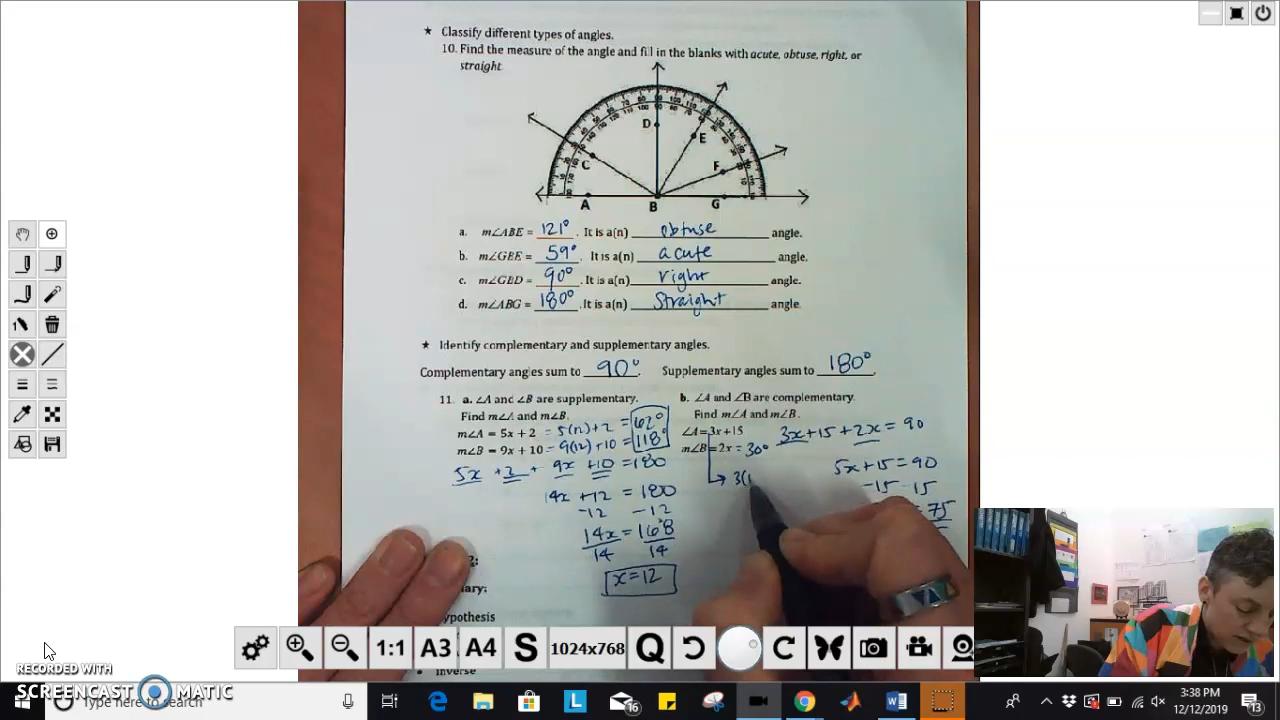 ★ Classify different types of angles.
10. Find the measure of the angle and fill in the blanks with acute, obtuse, right, or
straight
D
E
C
F
A
B
G
a. m∠ABE = 121° . It is a(n) obtuse angle.
b. m∠GBE = 59° . It is a(n) acute angle.
c. m∠GBD = 90° . It is a(n) right angle.
d. m∠ABG = 180° . It is a(n) Straight angle
★ Identify complementary and supplementary angles.
Complementary angles sum to 90° . Supplementary angles sum to 180° .
11. a. ∠A and ∠B are supplementary.
Find m∠A and m∠B.
m∠A = 5x + 2 = 5(12)+2 = 62°
m∠B = 9x + 10 = 9(12)+10 = 118°
5x + 2 + 9x + 10 = 180
14x + 12 = 180
-12 -12
14x = 168
14 14
x = 12
b. ∠A and ∠B are complementary.
Find m∠A and m∠B.
∠A = 3x + 15
m∠B = 2x = 30°
3x + 15 + 2x = 90
→ 3(1
5x + 15 = 90
-15 -15
= 75
ary:
pothesis
inverse
1:1
A3
A4
S
1024x768
Q
RECORDED WITH
SCREENCAST MATIC
Type here to search
16
3:38 PM
12/12/2019
13